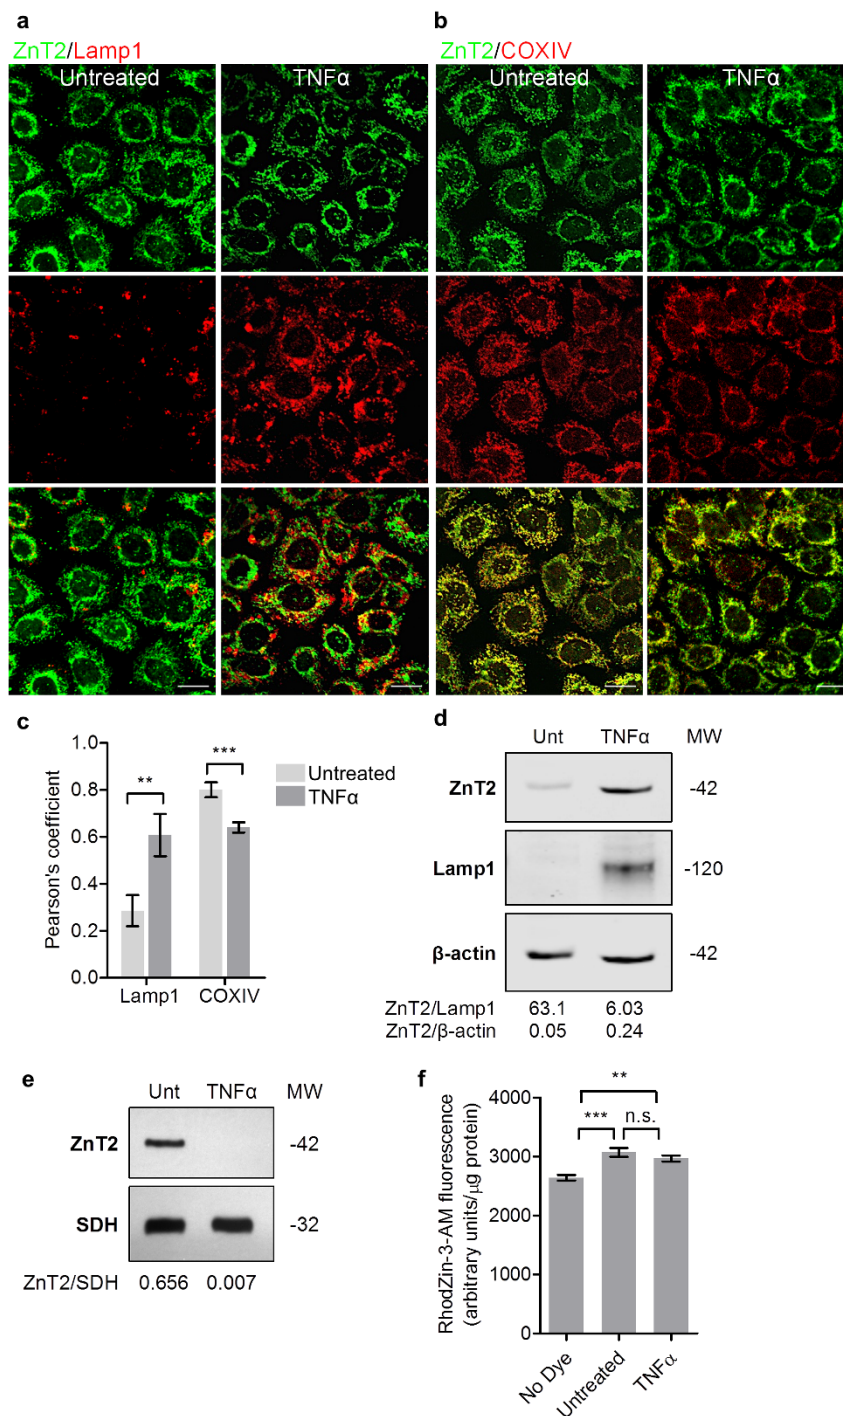 a
ZnT2/Lamp1
Untreated
TNFα
b
ZnT2/COXIV
Untreated
TNFα
c
Pearson's coefficient
1.0
0.8
0.6
0.4
0.2
0.0
**
***
Untreated
TNFα
Lamp1
COXIV
d
Unt
TNFα
MW
ZnT2
-42
Lamp1
-120
β-actin
-42
ZnT2/Lamp1 63.1 6.03
ZnT2/β-actin 0.05 0.24
e
Unt
TNFα
MW
ZnT2
-42
SDH
-32
ZnT2/SDH 0.656 0.007
f
RhodZin-3-AM fluorescence
(arbitrary units/µg protein)
4000
3000
2000
1000
0
**
***
n.s.
No Dye
Untreated
TNFα